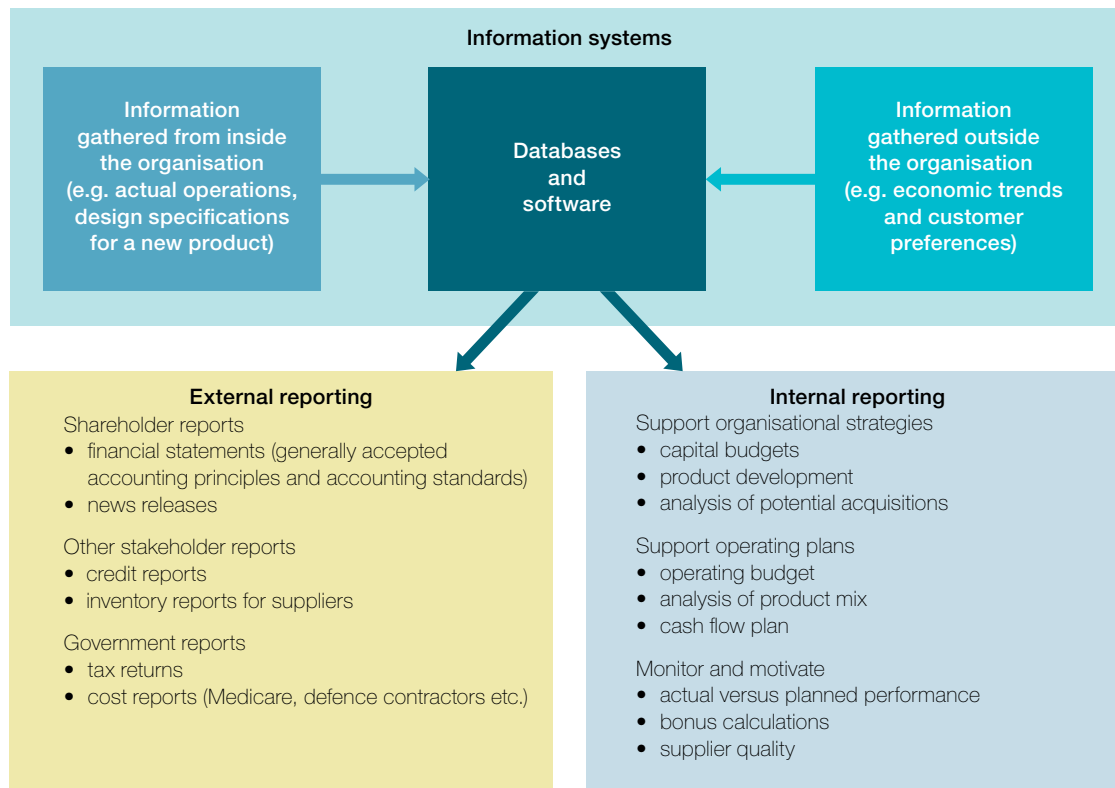 Information systems
Information
gathered from inside
the organisation
(e.g. actual operations,
design specifications
for a new product)
Databases
and
software
Information
gathered outside
the organisation
(e.g. economic trends
and customer
preferences)
External reporting
Shareholder reports
• financial statements (generally accepted
accounting principles and accounting standards)
• news releases
Other stakeholder reports
• credit reports
• inventory reports for suppliers
Government reports
• tax returns
• cost reports (Medicare, defence contractors etc.)
Internal reporting
Support organisational strategies
• capital budgets
• product development
• analysis of potential acquisitions
Support operating plans
• operating budget
• analysis of product mix
• cash flow plan
Monitor and motivate
• actual versus planned performance
• bonus calculations
• supplier quality